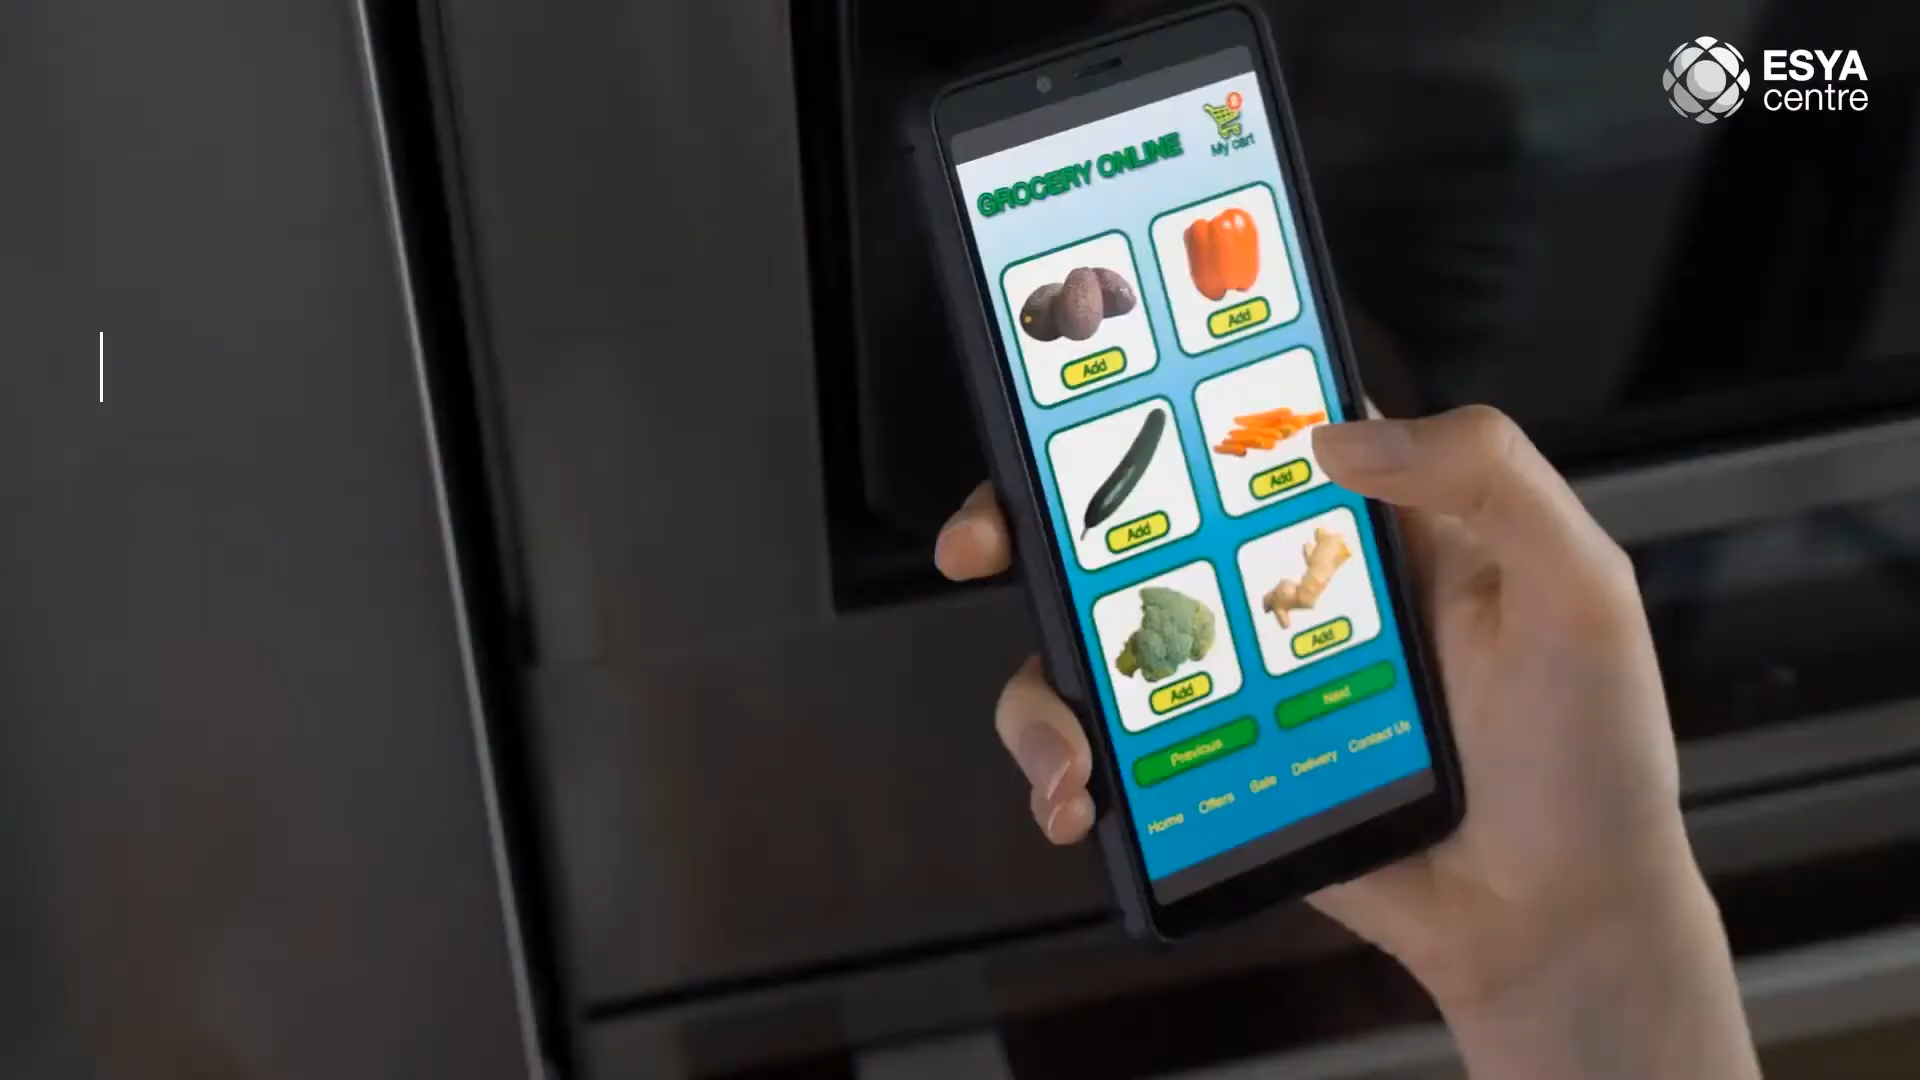 ESYA
centre
My cart
GROCERY ONLINE
Add
Add
Add
Add
Add
Add
Previous
Next
Home Offers Sale Delivery Contact Us